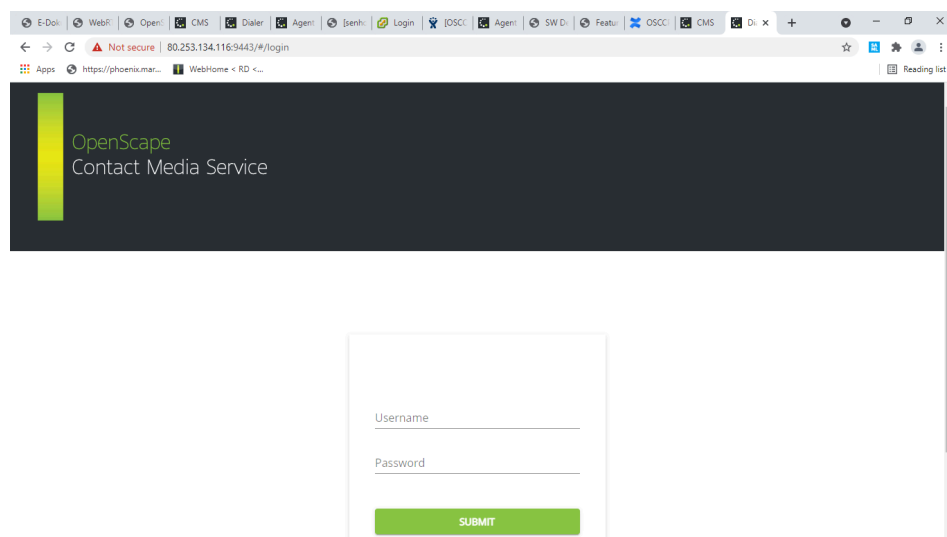 E-Dok
WebR
OpenS
CMS
Dialer
Agent
[senh
Login
[OSCC
Agent
SW De
Featur
OSCC
CMS
Di
Not secure
80.253.134.116:9443/#/login
Apps
https://phoenix.mar...
WebHome < RD <...
Reading list
OpenScape
Contact Media Service
Username
Password
SUBMIT